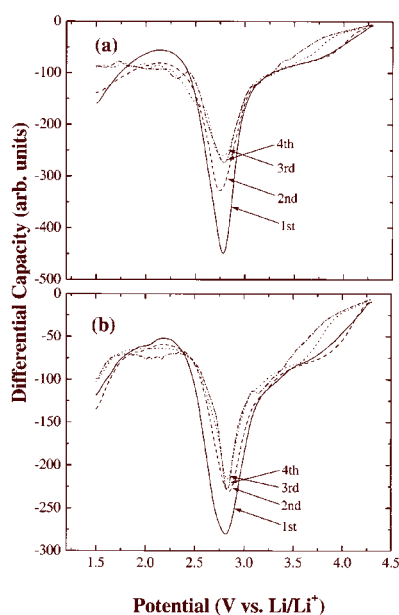 0
(a)
-100
-200
-300
-400
-500
4th
3rd
2nd
1st
Differential Capacity (arb. units)
0
(b)
-50
-100
-150
-200
-250
-300
4th
3rd
2nd
1st
1.5 2.0 2.5 3.0 3.5 4.0 4.5
Potential (V vs. Li/Li⁺)